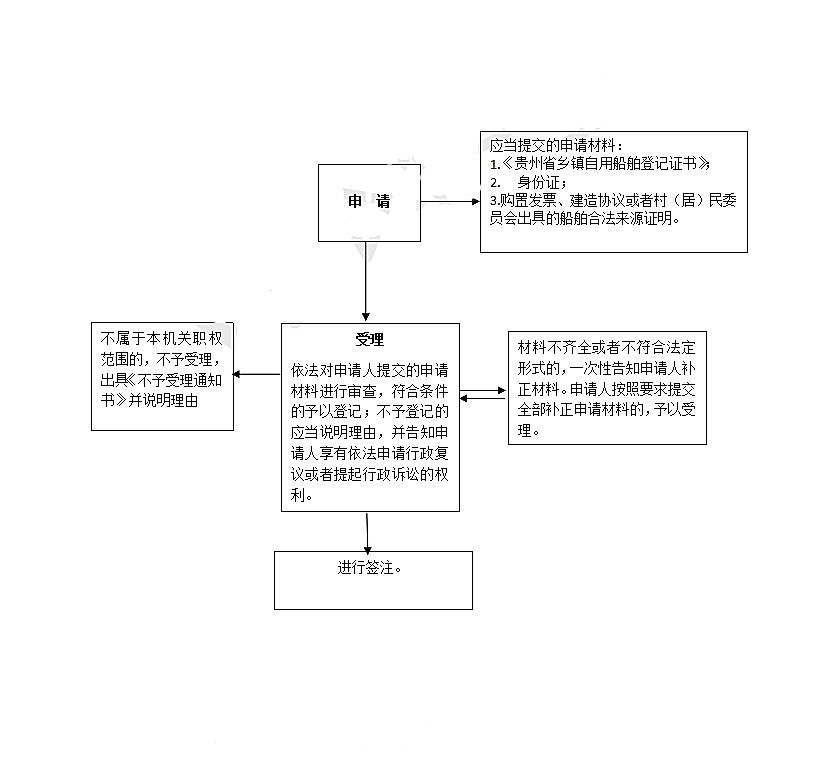 申 请
应当提交的申请材料：
1.《贵州省乡镇自用船舶登记证书》；
2. 身份证；
3.购置发票、建造协议或者村（居）民委
员会出具的船舶合法来源证明。
不属于本机关职权
范围的，不予受理，
出具《不予受理通知
书》并说明理由
受理
依法对申请人提交的申请
材料进行审查，符合条件
的予以登记；不予登记的
应当说明理由，并告知申
请人享有依法申请行政复
议或者提起行政诉讼的权
利。
材料不齐全或者不符合法定
形式的，一次性告知申请人补
正材料。申请人按照要求提交
全部补正申请材料的，予以受
理。
进行签注。